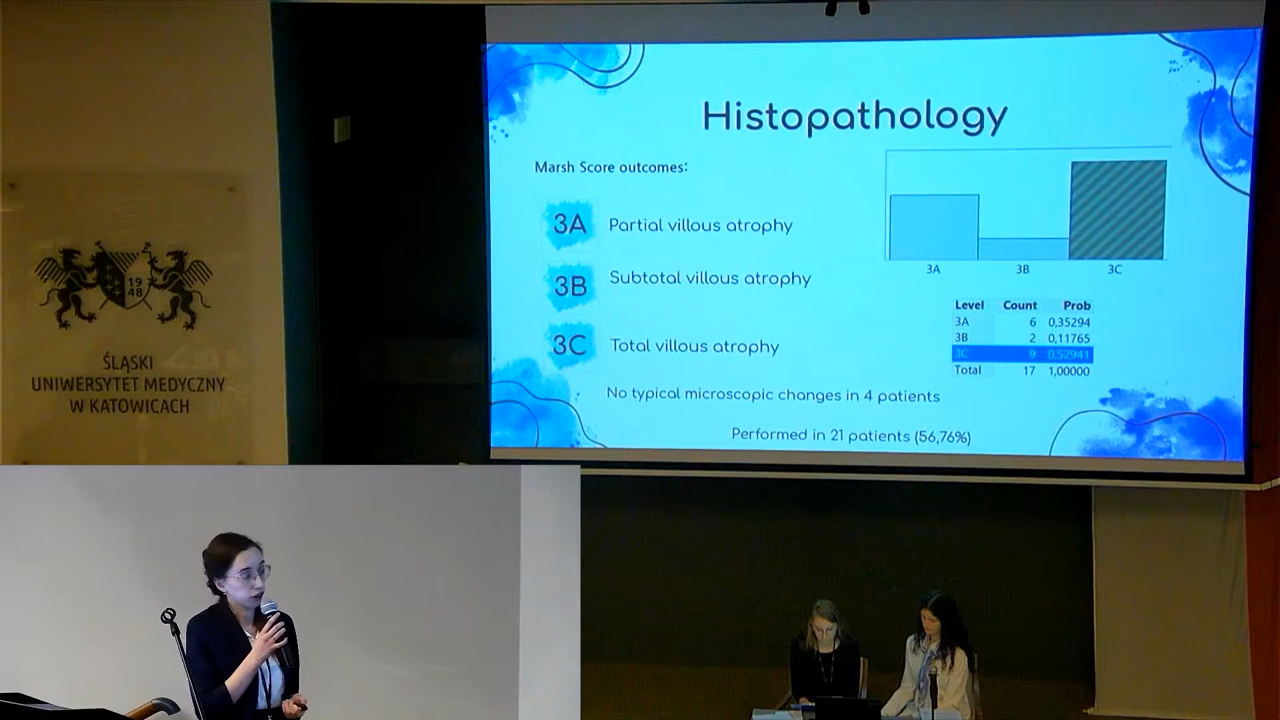 Histopathology
Marsh Score outcomes:
3A Partial villous atrophy
3B Subtotal villous atrophy
3C Total villous atrophy
3A 3B 3C
Level Count Prob
3A 6 0,35294
3B 2 0,11765
3C 9 0,52941
Total 17 1,00000
No typical microscopic changes in 4 patients
Performed in 21 patients (56,76%)
19
48
ŚLĄSKI
UNIWERSYTET MEDYCZNY
W KATOWICACH